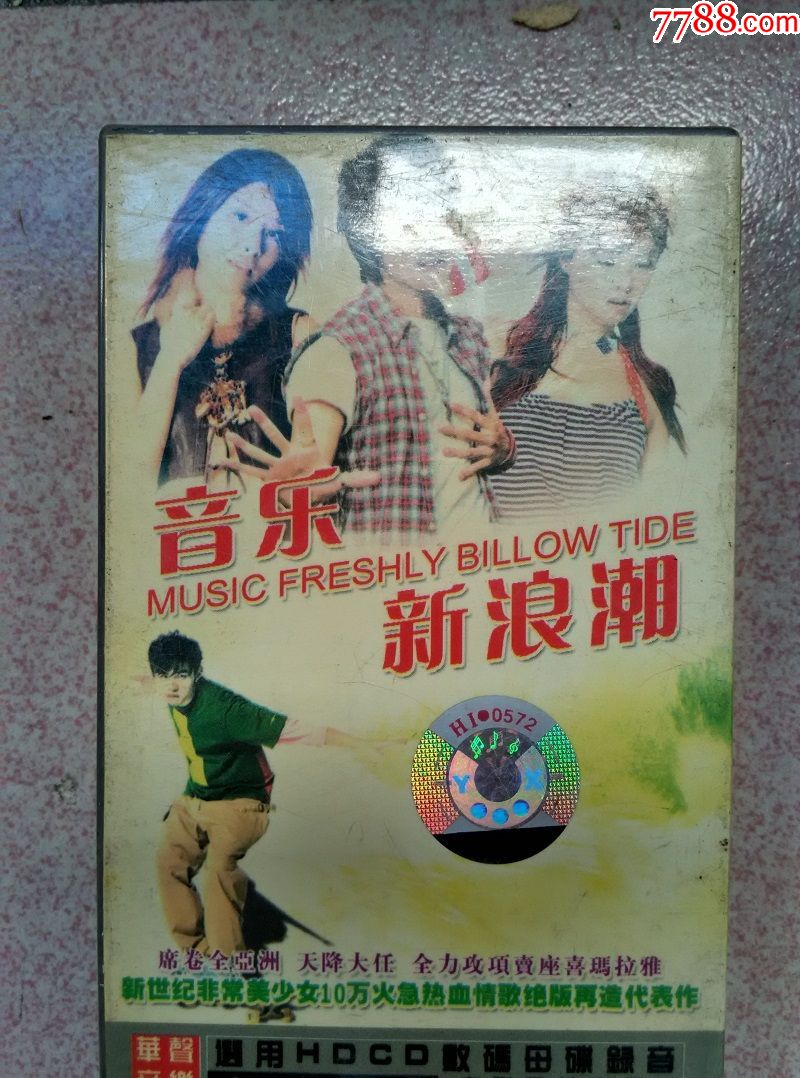 7788.com
音乐
MUSIC FRESHLY BILLOW TIDE
新浪潮
HI●0572
Y X
席卷全亞洲 天降大任 全力攻項賣座喜瑪拉雅
新世纪非常美少女10万火急热血情歌绝版再造代表作
華聲
選用HDCD數碼母碟錄音